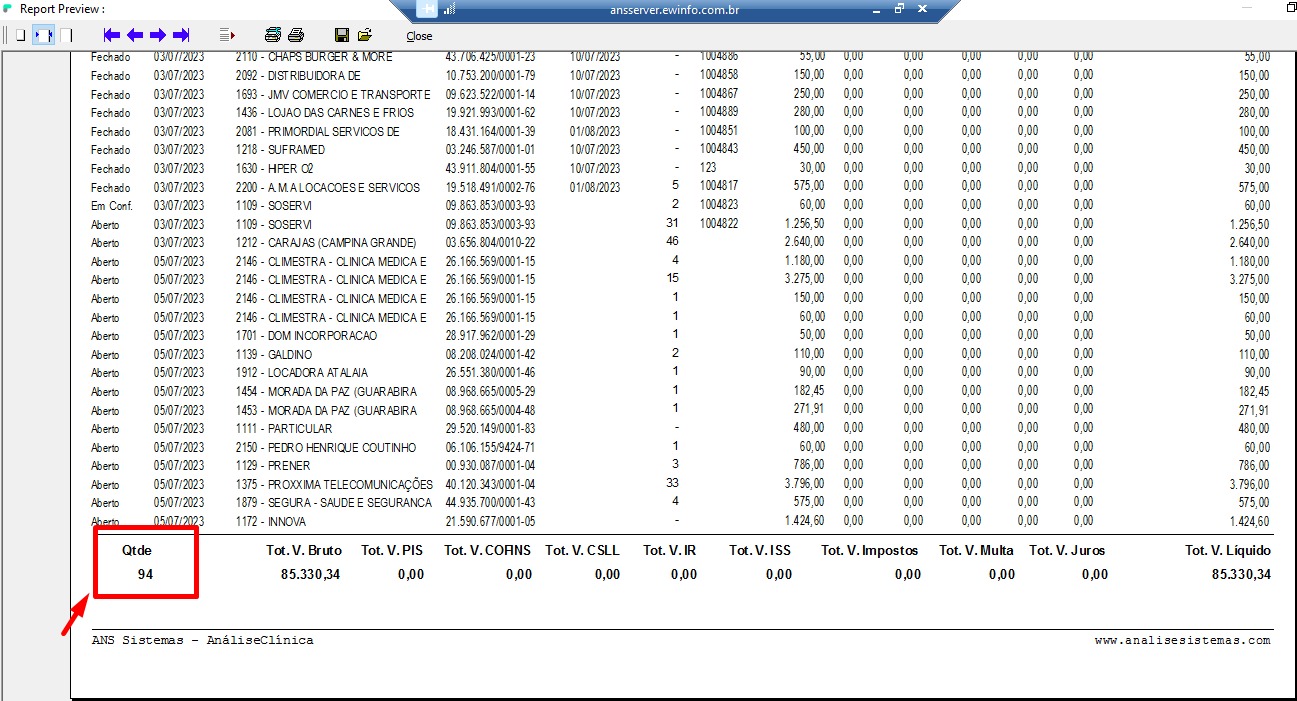 Report Preview :
ansserver.ewinfo.com.br
Close
Fechado 03/07/2023 2110 - CHAPS BURGER & MORE 43.706.425/0001-23 10/07/2023 - 1004886 55,00 0,00 0,00 0,00 0,00 0,00 55,00
Fechado 03/07/2023 2092 - DISTRIBUIDORA DE 10.753.200/0001-79 10/07/2023 - 1004858 150,00 0,00 0,00 0,00 0,00 0,00 150,00
Fechado 03/07/2023 1693 - JMV COMERCIO E TRANSPORTE 09.623.522/0001-14 10/07/2023 - 1004867 250,00 0,00 0,00 0,00 0,00 0,00 250,00
Fechado 03/07/2023 1436 - LOJAO DAS CARNES E FRIOS 19.921.993/0001-62 10/07/2023 - 1004889 280,00 0,00 0,00 0,00 0,00 0,00 280,00
Fechado 03/07/2023 2081 - PRIMORDIAL SERVICOS DE 18.431.164/0001-39 01/08/2023 - 1004851 100,00 0,00 0,00 0,00 0,00 0,00 100,00
Fechado 03/07/2023 1218 - SUFRAMED 03.246.587/0001-01 10/07/2023 - 1004843 450,00 0,00 0,00 0,00 0,00 0,00 450,00
Fechado 03/07/2023 1630 - HIPER O2 43.911.804/0001-55 10/07/2023 - 123 30,00 0,00 0,00 0,00 0,00 0,00 30,00
Fechado 03/07/2023 2200 - A.M.A LOCACOES E SERVICOS 19.518.491/0002-76 01/08/2023 5 1004817 575,00 0,00 0,00 0,00 0,00 0,00 575,00
Em Conf. 03/07/2023 1109 - SOSERVI 09.863.853/0003-93 2 1004823 60,00 0,00 0,00 0,00 0,00 0,00 60,00
Aberto 03/07/2023 1109 - SOSERVI 09.863.853/0003-93 31 1004822 1.256,50 0,00 0,00 0,00 0,00 0,00 1.256,50
Aberto 03/07/2023 1212 - CARAJAS (CAMPINA GRANDE) 03.656.804/0010-22 46 2.640,00 0,00 0,00 0,00 0,00 0,00 2.640,00
Aberto 05/07/2023 2146 - CLIMESTRA - CLINICA MEDICA E 26.166.569/0001-15 4 1.180,00 0,00 0,00 0,00 0,00 0,00 1.180,00
Aberto 05/07/2023 2146 - CLIMESTRA - CLINICA MEDICA E 26.166.569/0001-15 15 3.275,00 0,00 0,00 0,00 0,00 0,00 3.275,00
Aberto 05/07/2023 2146 - CLIMESTRA - CLINICA MEDICA E 26.166.569/0001-15 1 150,00 0,00 0,00 0,00 0,00 0,00 150,00
Aberto 05/07/2023 2146 - CLIMESTRA - CLINICA MEDICA E 26.166.569/0001-15 1 60,00 0,00 0,00 0,00 0,00 0,00 60,00
Aberto 05/07/2023 1701 - DOM INCORPORACAO 28.917.962/0001-29 1 50,00 0,00 0,00 0,00 0,00 0,00 50,00
Aberto 05/07/2023 1139 - GALDINO 08.208.024/0001-42 2 110,00 0,00 0,00 0,00 0,00 0,00 110,00
Aberto 05/07/2023 1912 - LOCADORA ATALAIA 26.551.380/0001-46 1 90,00 0,00 0,00 0,00 0,00 0,00 90,00
Aberto 05/07/2023 1454 - MORADA DA PAZ (GUARABIRA 08.968.665/0005-29 1 182,45 0,00 0,00 0,00 0,00 0,00 182,45
Aberto 05/07/2023 1453 - MORADA DA PAZ (GUARABIRA 08.968.665/0004-48 1 271,91 0,00 0,00 0,00 0,00 0,00 271,91
Aberto 05/07/2023 1111 - PARTICULAR 29.520.149/0001-83 - 480,00 0,00 0,00 0,00 0,00 0,00 480,00
Aberto 05/07/2023 2150 - PEDRO HENRIQUE COUTINHO 06.106.155/9424-71 1 60,00 0,00 0,00 0,00 0,00 0,00 60,00
Aberto 05/07/2023 1129 - PRENER 00.930.087/0001-04 3 786,00 0,00 0,00 0,00 0,00 0,00 786,00
Aberto 05/07/2023 1375 - PROXXIMA TELECOMUNICAÇÕES 40.120.343/0001-04 33 3.796,00 0,00 0,00 0,00 0,00 0,00 3.796,00
Aberto 05/07/2023 1879 - SEGURA - SAUDE E SEGURANCA 44.935.700/0001-43 4 575,00 0,00 0,00 0,00 0,00 0,00 575,00
Aberto 05/07/2023 1172 - INNOVA 21.590.677/0001-05 - 1.424,60 0,00 0,00 0,00 0,00 0,00 1.424,60
Qtde Tot. V. Bruto Tot. V. PIS Tot. V. COFINS Tot. V. CSLL Tot. V. IR Tot. V. ISS Tot. V. Impostos Tot. V. Multa Tot. V. Juros Tot. V. Líquido
94 85.330,34 0,00 0,00 0,00 0,00 0,00 0,00 0,00 0,00 85.330,34
ANS Sistemas - AnáliseClínica www.analisesistemas.com